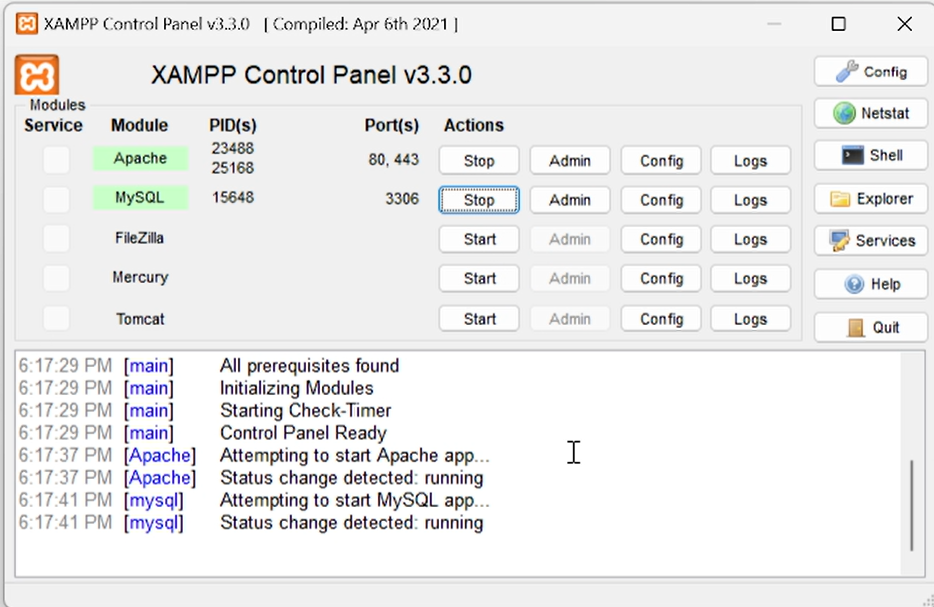 XAMPP Control Panel v3.3.0 [ Compiled: Apr 6th 2021 ]
XAMPP Control Panel v3.3.0
Config
Modules
Service Module PID(s) Port(s) Actions
Netstat
Apache 23488 25168 80, 443 Stop Admin Config Logs
Shell
MySQL 15648 3306 Stop Admin Config Logs
Explorer
FileZilla Start Admin Config Logs
Services
Mercury Start Admin Config Logs
Help
Tomcat Start Admin Config Logs
Quit
6:17:29 PM [main] All prerequisites found
6:17:29 PM [main] Initializing Modules
6:17:29 PM [main] Starting Check-Timer
6:17:29 PM [main] Control Panel Ready
6:17:37 PM [Apache] Attempting to start Apache app...
6:17:37 PM [Apache] Status change detected: running
6:17:41 PM [mysql] Attempting to start MySQL app...
6:17:41 PM [mysql] Status change detected: running